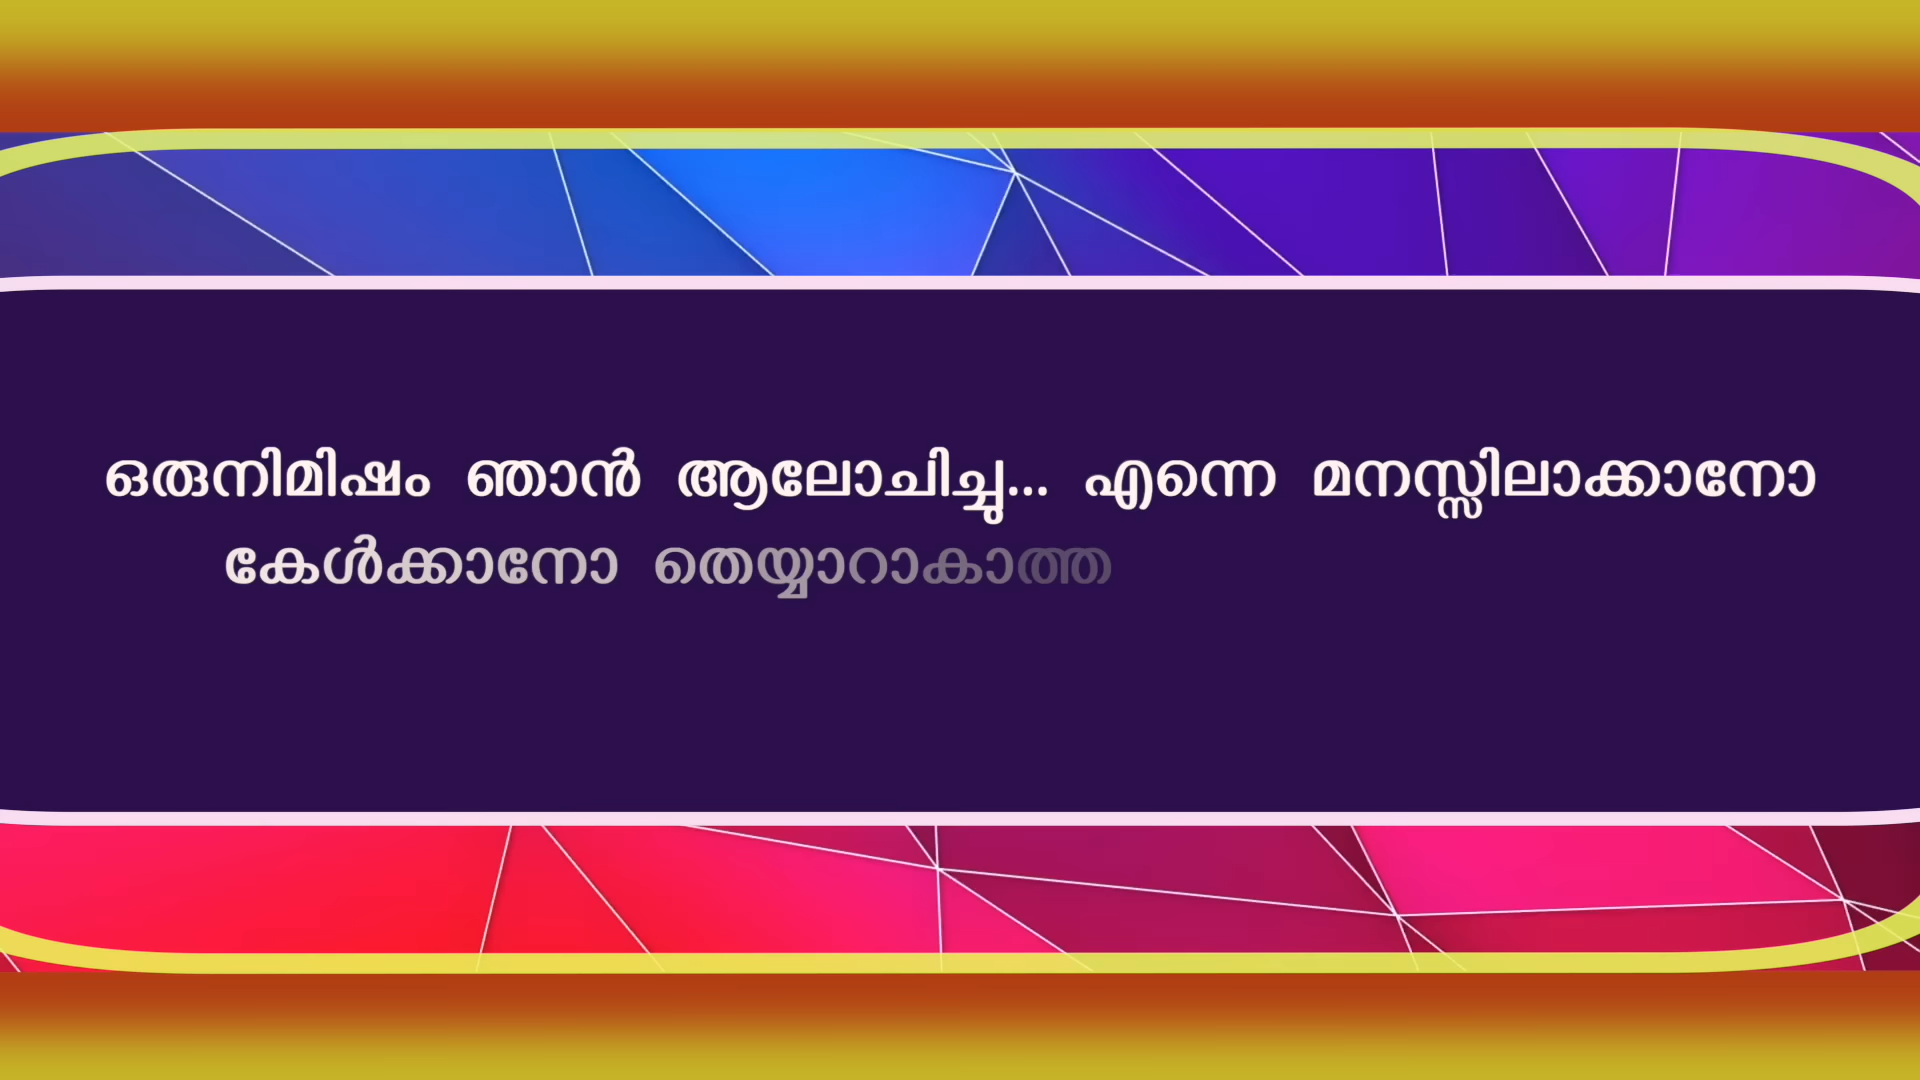 ഒരുനിമിഷം ഞാൻ ആലോചിച്ചു... എന്നെ മനസ്സിലാക്കാനോ
കേൾക്കാനോ തെയ്യാറാകാത്ത